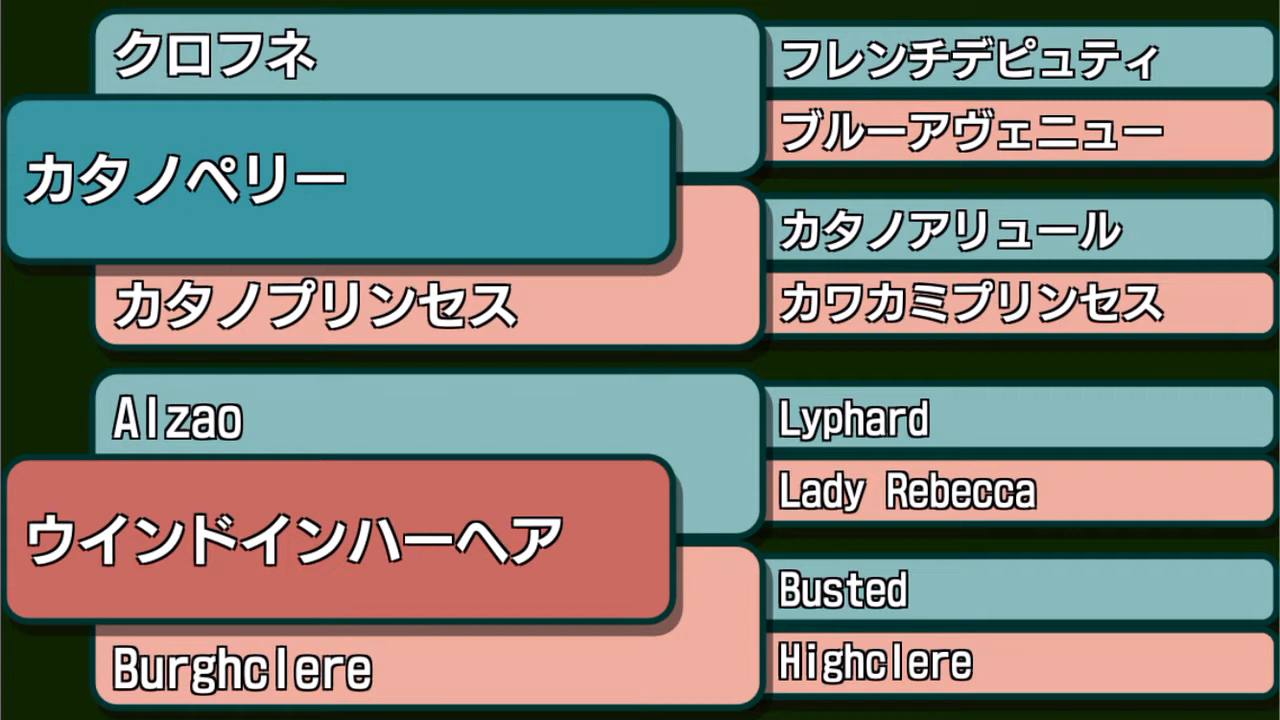 クロフネ
フレンチデピュティ
ブルーアヴェニュー
カタノペリー
カタノアリュール
カタノプリンセス
カワカミプリンセス
Alzao
Lyphard
Lady Rebecca
ウインドインハーヘア
Busted
Burghclere
Highclere